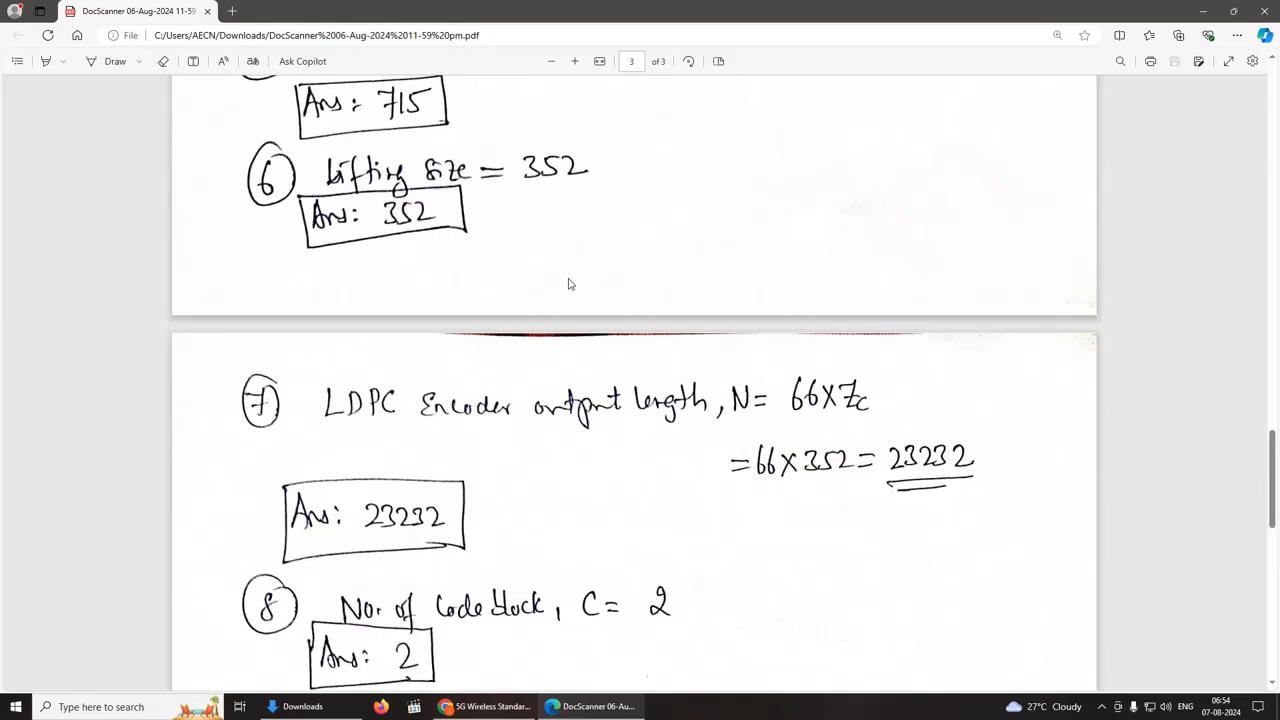 DocScanner 06-Aug-2024 11-59
File
C:/Users/AECN/Downloads/DocScanner%2006-Aug-2024%2011-59%20pm.pdf
Draw
Ask Copilot
3 of 3
Ans: 715
6 Lifting size = 352
Ans: 352
7 LDPC Encoder output length, N= 66XZc
=66X352= 23232
Ans: 23232
8 No. of Code block, C= 2
Ans: 2
Type here to search
Downloads
5G Wireless Standar...
DocScanner 06-Au...
27°C Cloudy
ENG
06:54
07-08-2024